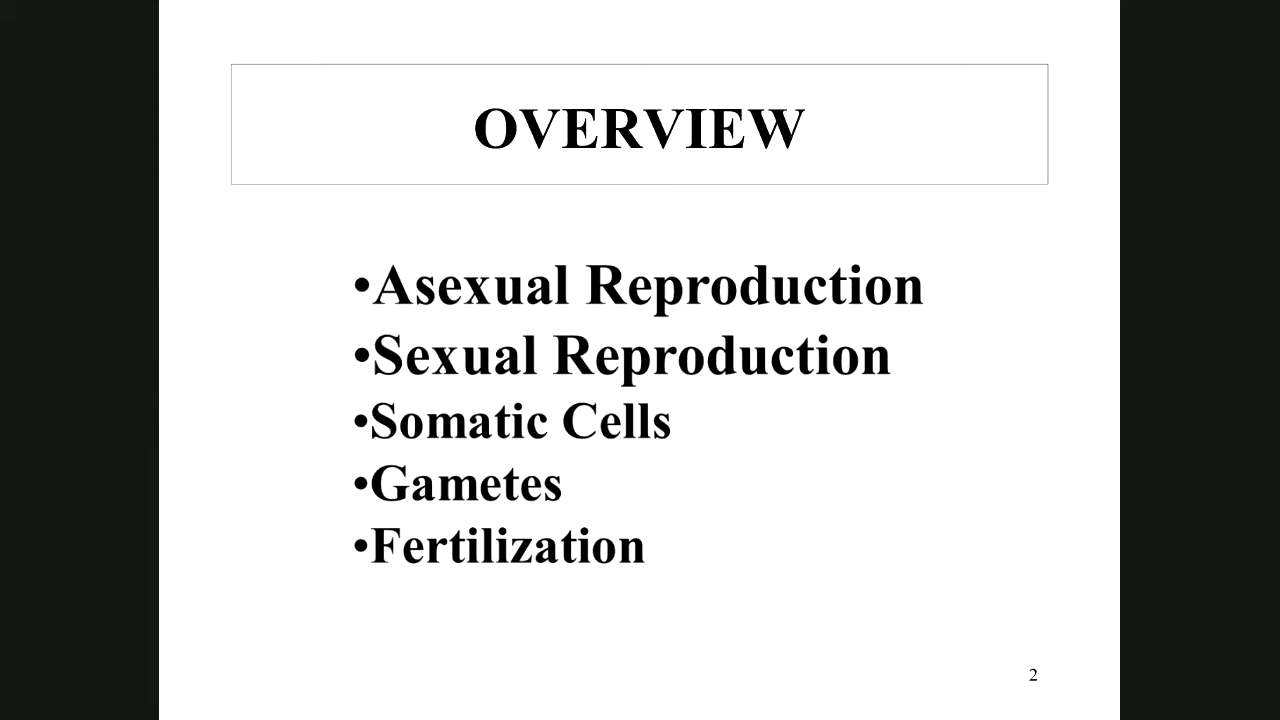 OVERVIEW
•Asexual Reproduction
•Sexual Reproduction
•Somatic Cells
•Gametes
•Fertilization
2